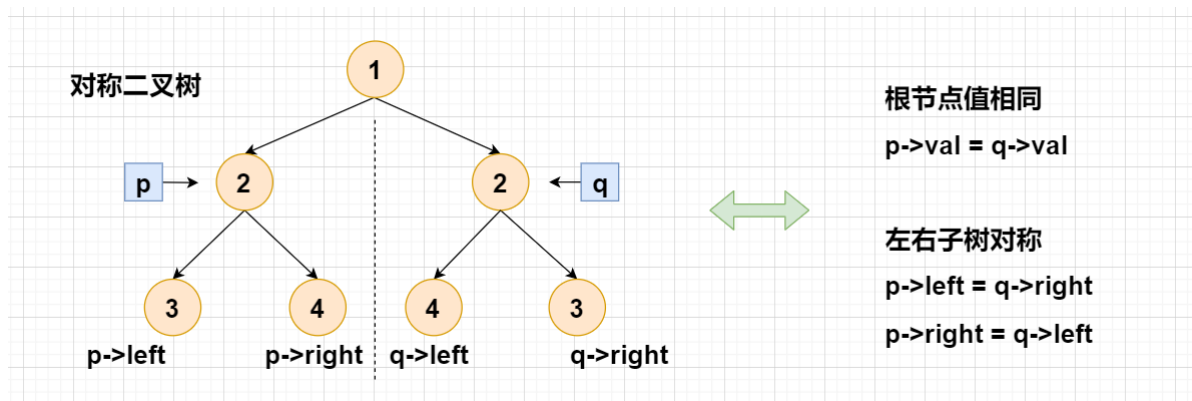 对称二叉树
1
p
2
2
q
3
4
4
3
p->left
p->right
q->left
q->right
根节点值相同
p->val = q->val
左右子树对称
p->left = q->right
p->right = q->left